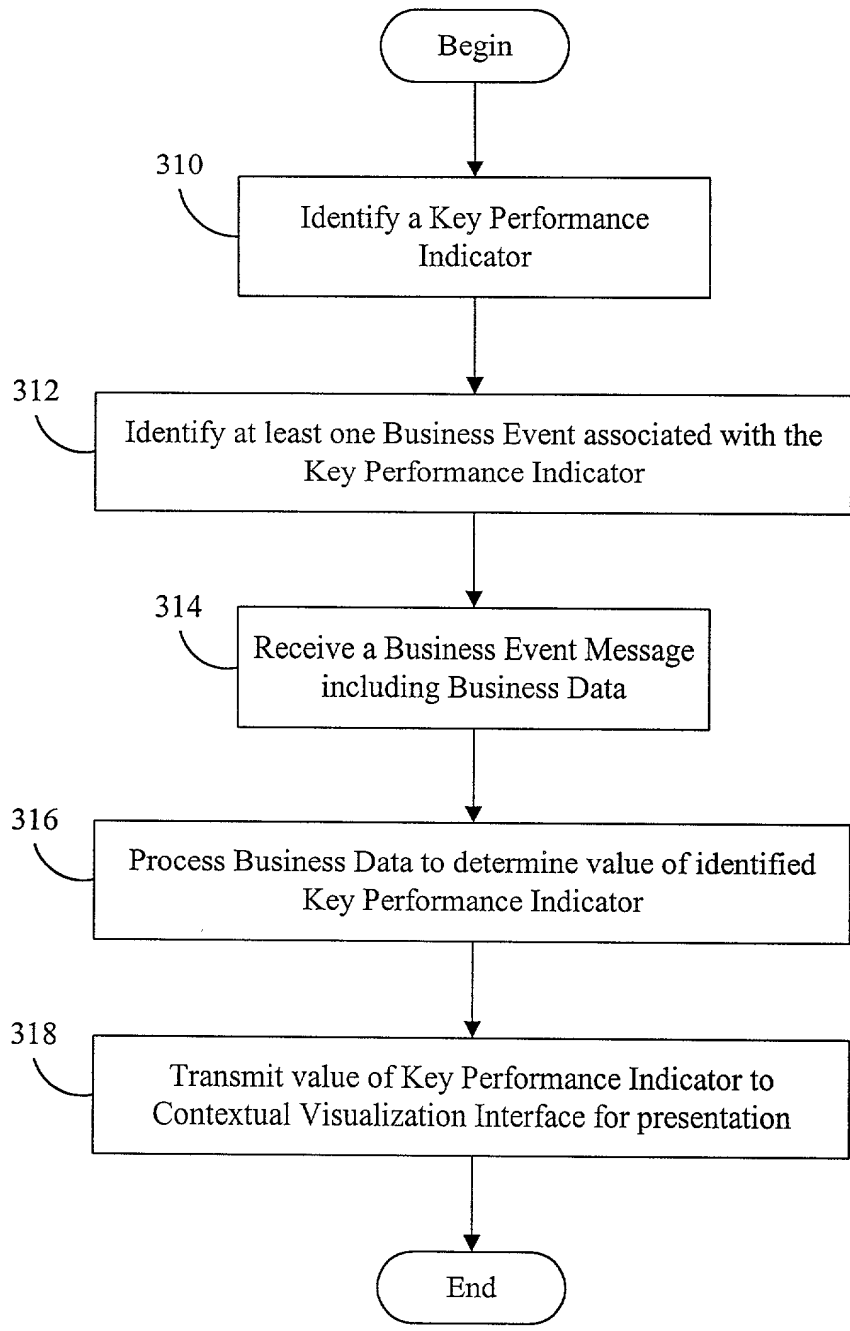 Begin
310
Identify a Key Performance
Indicator
312
Identify at least one Business Event associated with the
Key Performance Indicator
314
Receive a Business Event Message
including Business Data
316
Process Business Data to determine value of identified
Key Performance Indicator
318
Transmit value of Key Performance Indicator to
Contextual Visualization Interface for presentation
End